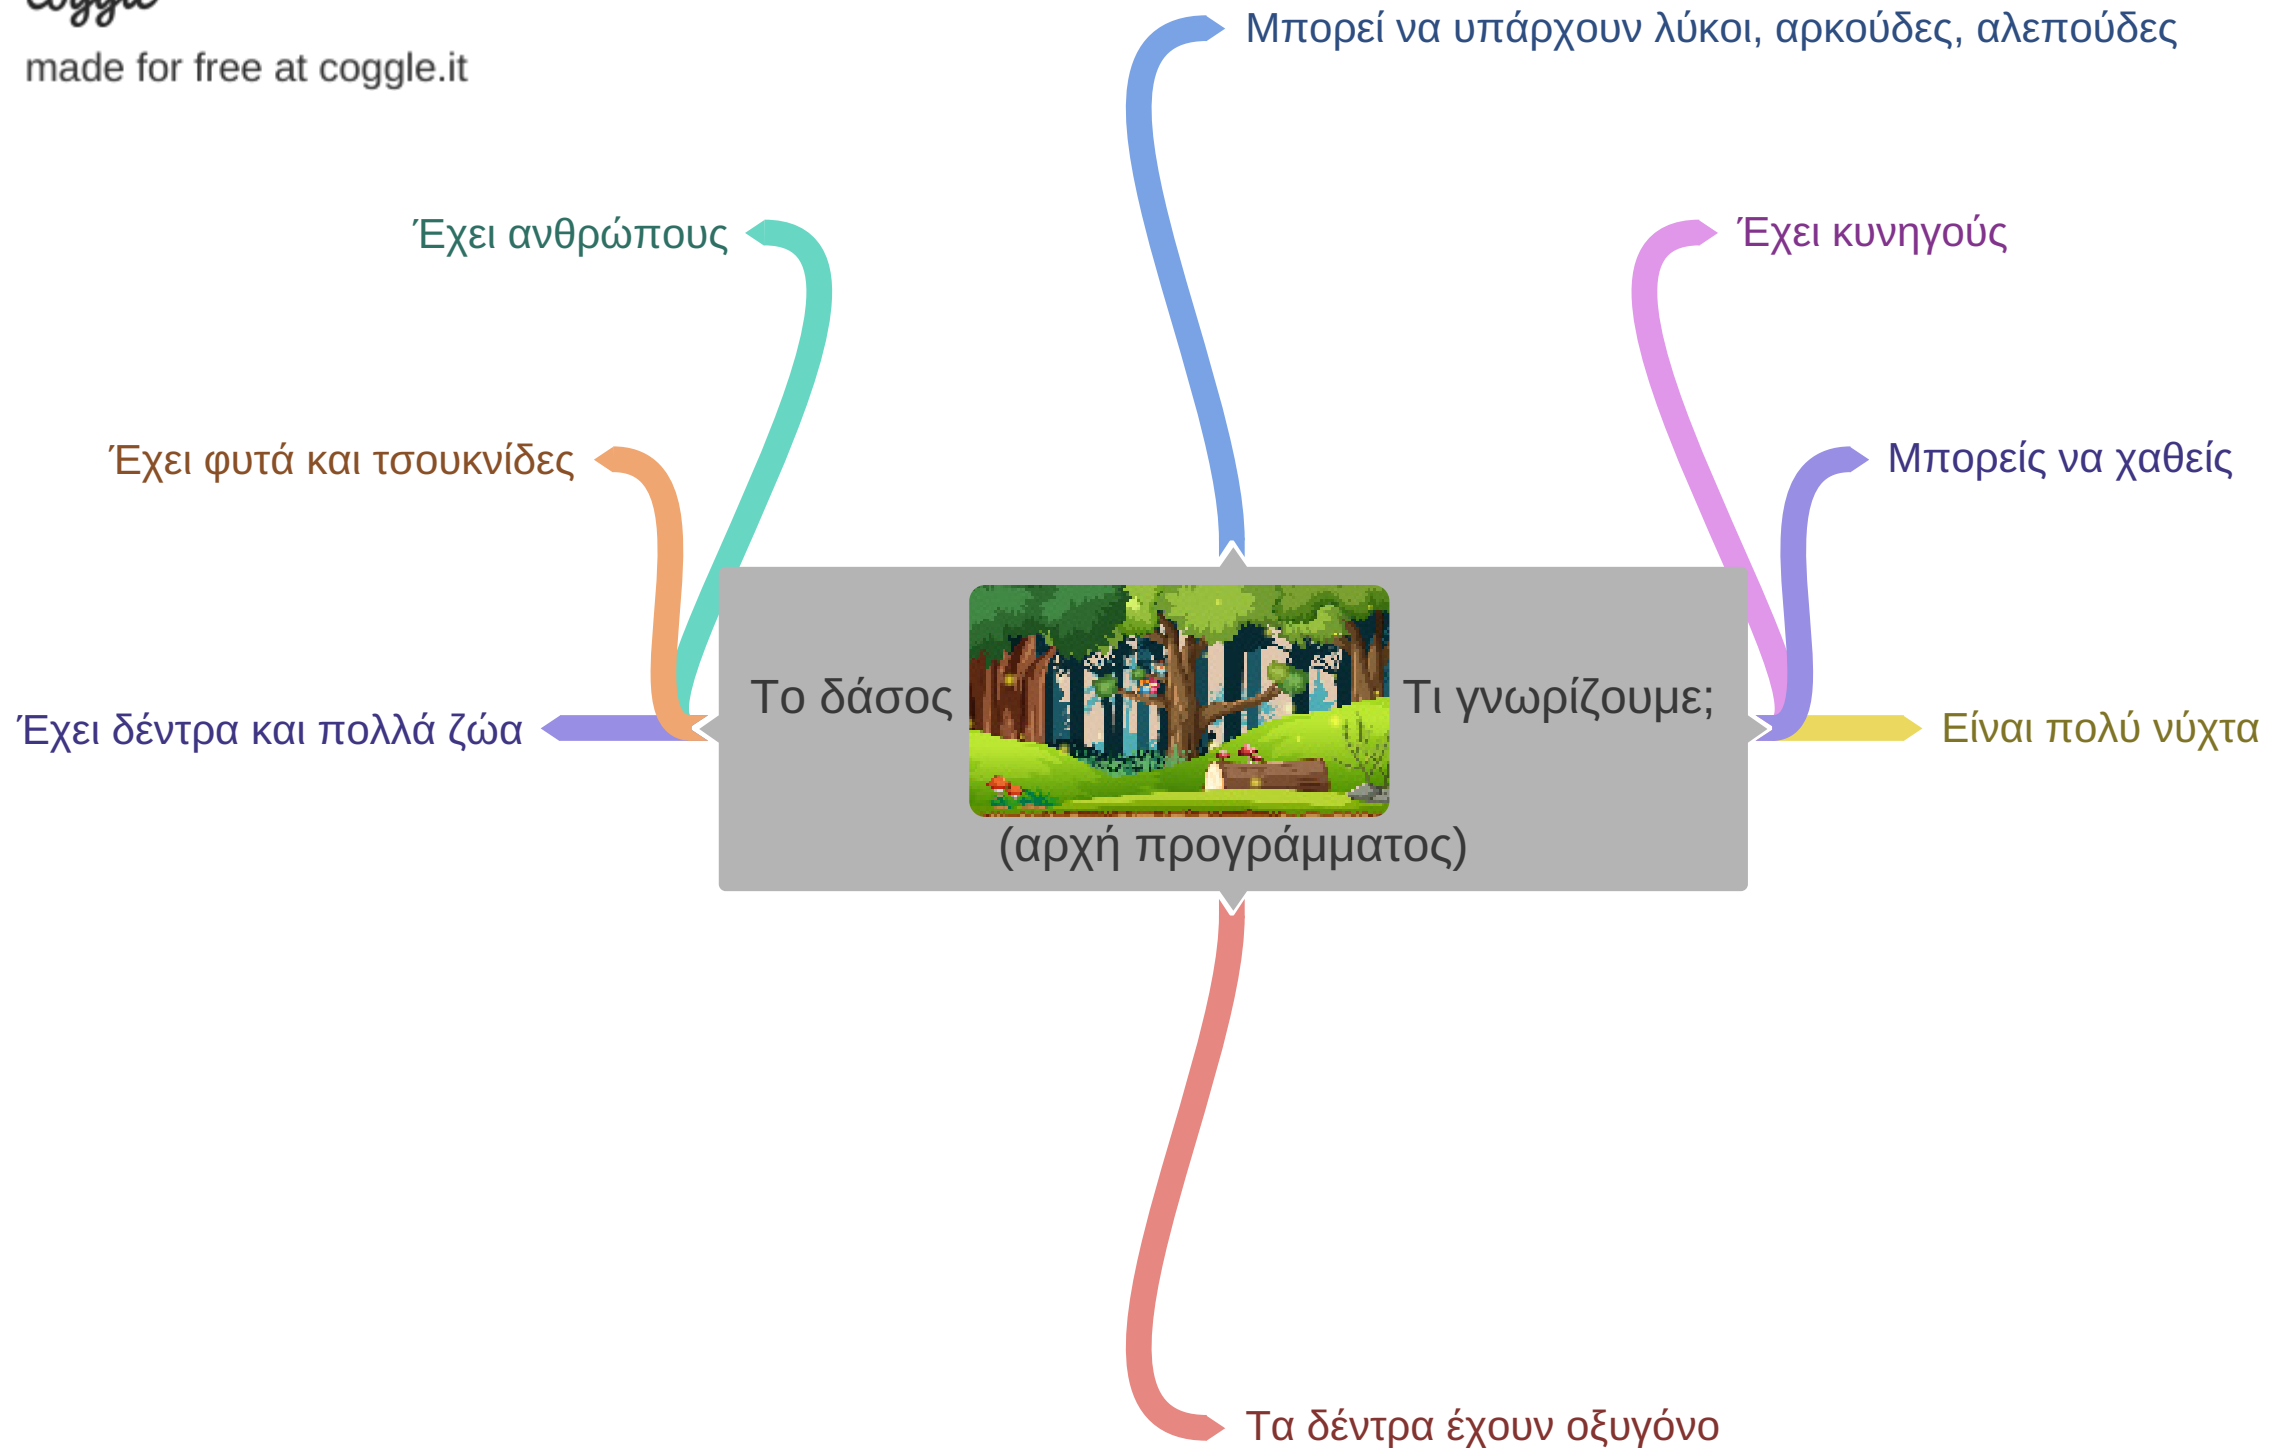 coggle
made for free at coggle.it
Μπορεί να υπάρχουν λύκοι, αρκούδες, αλεπούδες
Έχει ανθρώπους
Έχει κυνηγούς
Έχει φυτά και τσουκνίδες
Μπορείς να χαθείς
Έχει δέντρα και πολλά ζώα
Το δάσος Τι γνωρίζουμε;
(αρχή προγράμματος)
Είναι πολύ νύχτα
Τα δέντρα έχουν οξυγόνο